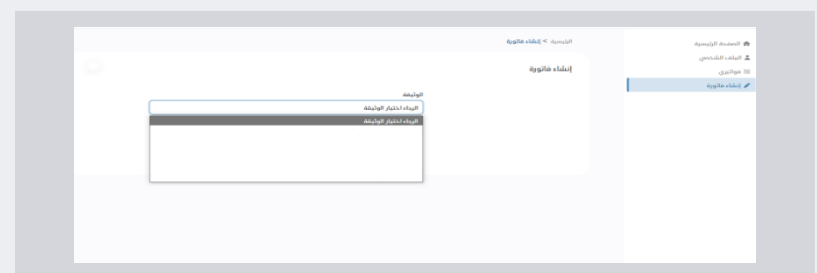 الرئيسية > إنشاء فاتورة
إنشاء فاتورة
الوثيقة
الرجاء اختيار الوثيقة
الرجاء اختيار الوثيقة
الصفحة الرئيسية
الملف الشخصي
فواتيري
إنشاء فاتورة